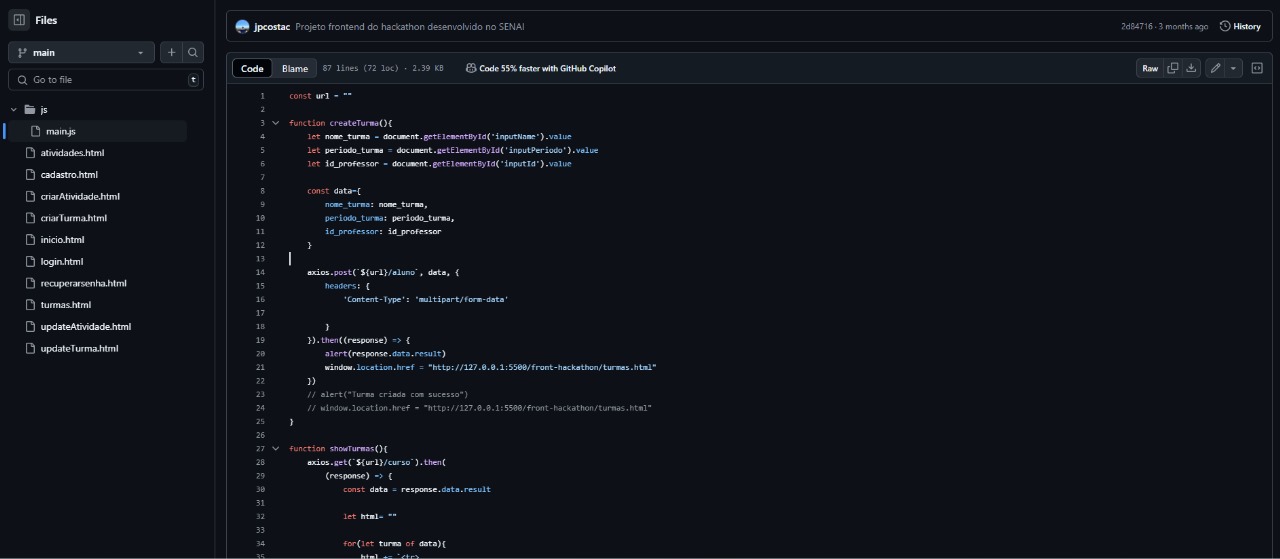 Files
main
Go to file
t
js
main.js
atividades.html
cadastro.html
criarAtividade.html
criarTurma.html
inicio.html
login.html
recuperarsenha.html
turmas.html
updateAtividade.html
updateTurma.html
jpcostac Projeto frontend do hackathon desenvolvido no SENAI
2d84716 · 3 months ago
History
Code Blame 87 lines (72 loc) · 2.39 KB Code 55% faster with GitHub Copilot
Raw
1 const url = ""
2
3 function createTurma(){
4 let nome_turma = document.getElementById('inputName').value
5 let periodo_turma = document.getElementById('inputPeriodo').value
6 let id_professor = document.getElementById('inputId').value
7
8 const data={
9 nome_turma: nome_turma,
10 periodo_turma: periodo_turma,
11 id_professor: id_professor
12 }
13
14 axios.post(`${url}/aluno`, data, {
15 headers: {
16 'Content-Type': 'multipart/form-data'
17
18 }
19 }).then((response) => {
20 alert(response.data.result)
21 window.location.href = "http://127.0.0.1:5500/front-hackathon/turmas.html"
22 })
23 // alert("Turma criada com sucesso")
24 // window.location.href = "http://127.0.0.1:5500/front-hackathon/turmas.html"
25 }
26
27 function showTurmas(){
28 axios.get(`${url}/curso`).then(
29 (response) => {
30 const data = response.data.result
31
32 let html= ""
33
34 for(let turma of data){
35 html += `<tr>